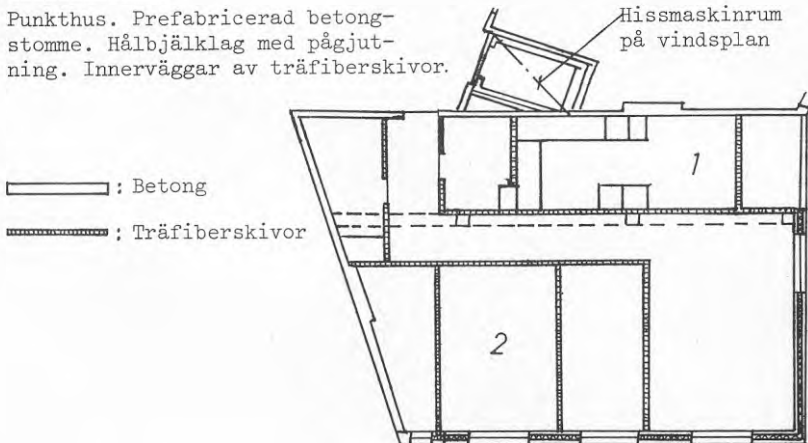 Punkthus. Prefabricerad betong-
stomme. Hålbjälklag med pågjut-
ning. Innerväggar av träfiberskivor.
Hissmaskinrum
på vindsplan
: Betong
: Träfiberskivor
1
2